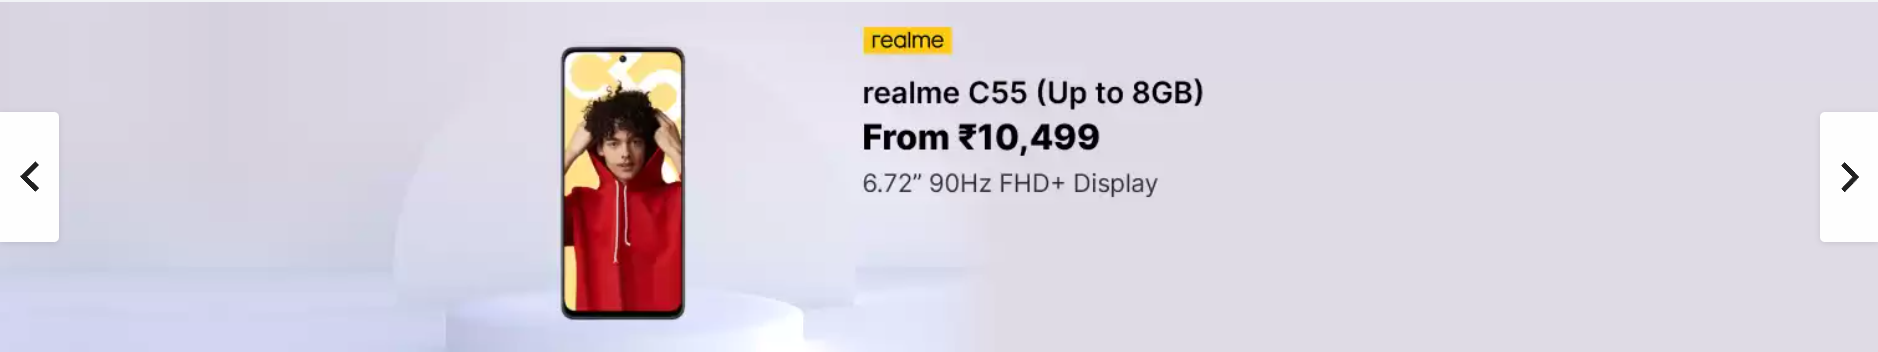 realme
realme C55 (Up to 8GB)
From ₹10,499
6.72” 90Hz FHD+ Display